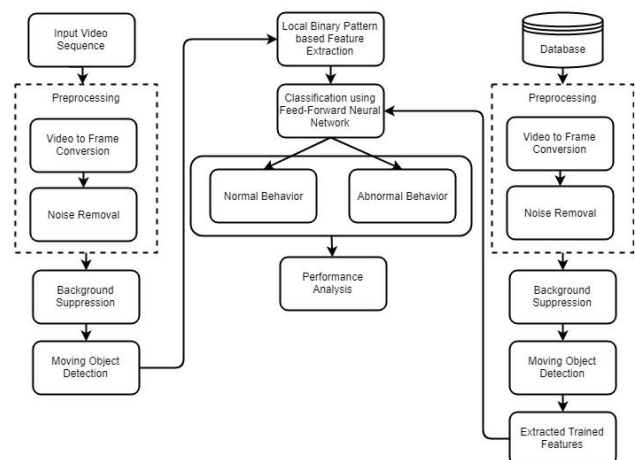 Input Video
Sequence
Preprocessing
Video to Frame
Conversion
Noise Removal
Background
Suppression
Moving Object
Detection
Local Binary Pattern
based Feature
Extraction
Classification using
Feed-Forward Neural
Network
Normal Behavior
Abnormal Behavior
Performance
Analysis
Database
Preprocessing
Video to Frame
Conversion
Noise Removal
Background
Suppression
Moving Object
Detection
Extracted Trained
Features